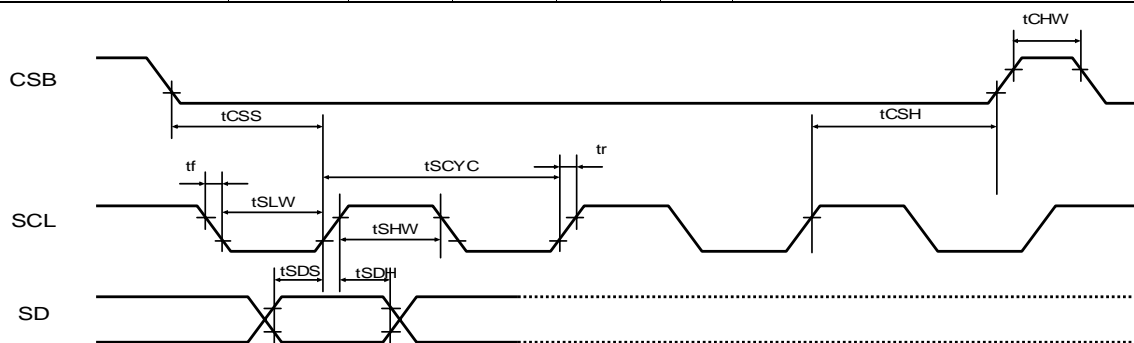 tCHW
CSB
tCSS
tCSH
tf
tSCYC
tr
tSLW
SCL
tSHW
tSDS
tSDH
SD